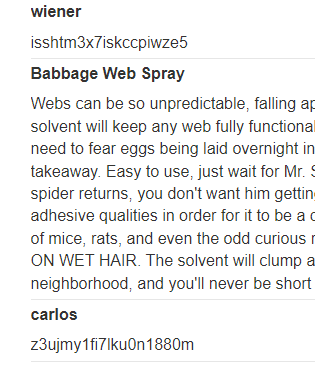 wiener
isshtm3x7iskccpiwze5
Babbage Web Spray
Webs can be so unpredictable, falling ap
solvent will keep any web fully functional
need to fear eggs being laid overnight in
takeaway. Easy to use, just wait for Mr. S
spider returns, you don't want him getting
adhesive qualities in order for it to be a c
of mice, rats, and even the odd curious
ON WET HAIR. The solvent will clump a
neighborhood, and you'll never be short
carlos
z3ujmy1fi7lku0n1880m